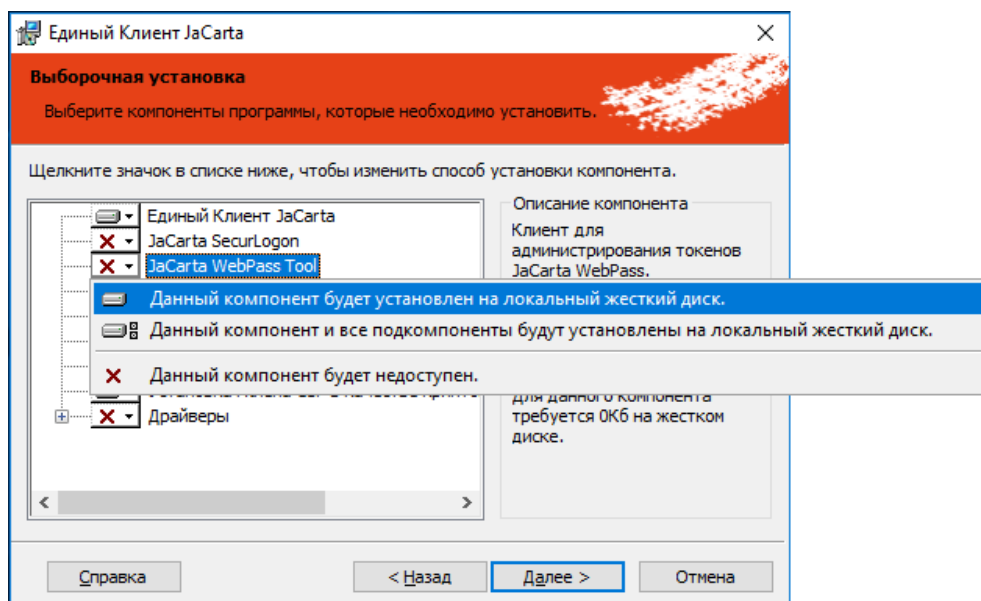 Единый Клиент JaCarta
Выборочная установка
Выберите компоненты программы, которые необходимо установить.
Щелкните значок в списке ниже, чтобы изменить способ установки компонента.
Единый Клиент JaCarta
JaCarta SecurLogon
JaCarta WebPass Tool
Описание компонента
Клиент для
администрирования токенов
JaCarta WebPass.
Данный компонент будет установлен на локальный жесткий диск.
Данный компонент и все подкомпоненты будут установлены на локальный жесткий диск.
Данный компонент будет недоступен.
Драйверы
Для данного компонента
требуется 0Кб на жестком
диске.
Справка
< Назад
Далее >
Отмена